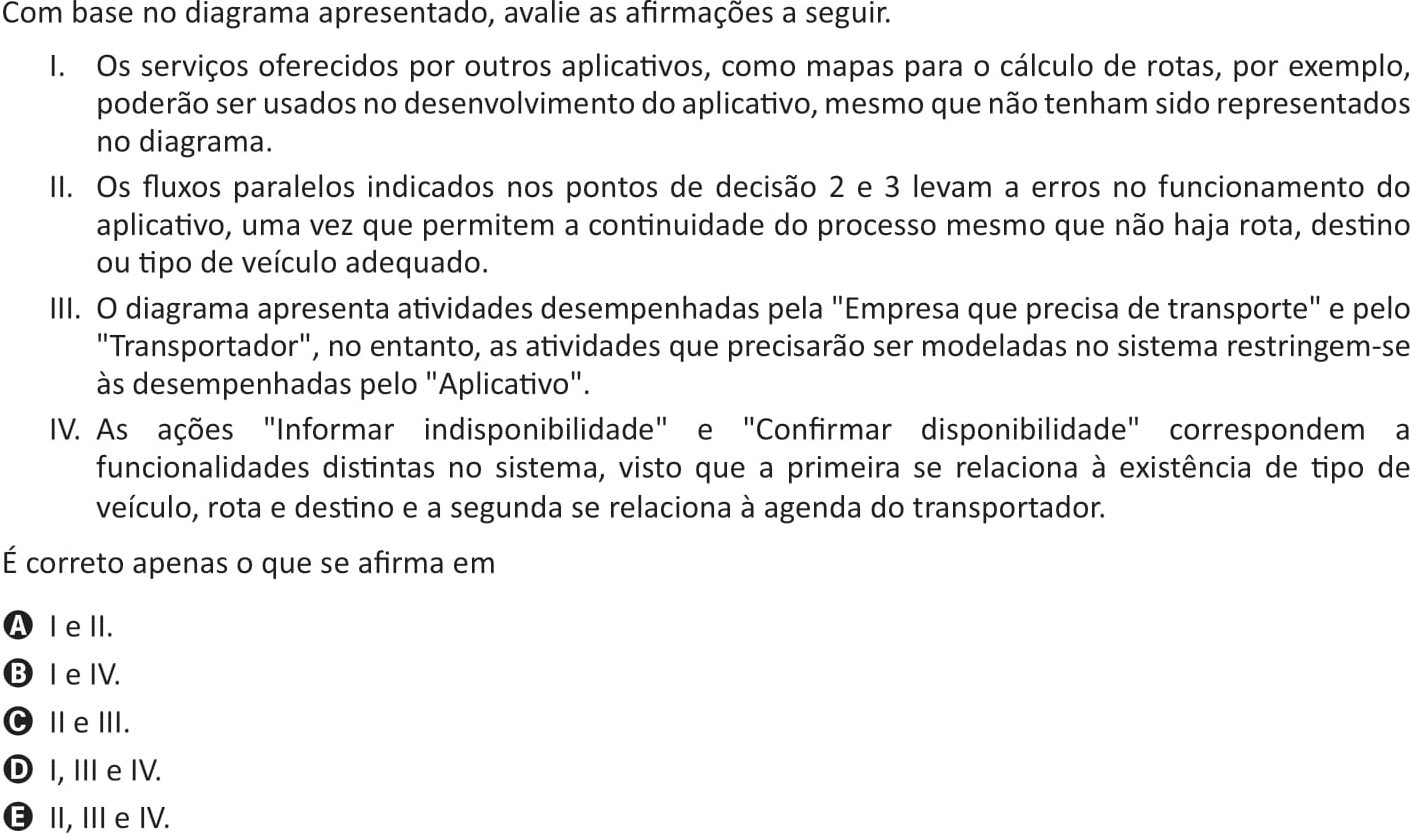 Com base no diagrama apresentado, avalie as afirmações a seguir.
I. Os serviços oferecidos por outros aplicativos, como mapas para o cálculo de rotas, por exemplo,
poderão ser usados no desenvolvimento do aplicativo, mesmo que não tenham sido representados
no diagrama.
II. Os fluxos paralelos indicados nos pontos de decisão 2 e 3 levam a erros no funcionamento do
aplicativo, uma vez que permitem a continuidade do processo mesmo que não haja rota, destino
ou tipo de veículo adequado.
III. O diagrama apresenta atividades desempenhadas pela "Empresa que precisa de transporte" e pelo
"Transportador", no entanto, as atividades que precisarão ser modeladas no sistema restringem-se
às desempenhadas pelo "Aplicativo".
IV. As ações "Informar indisponibilidade" e "Confirmar disponibilidade" correspondem a
funcionalidades distintas no sistema, visto que a primeira se relaciona à existência de tipo de
veículo, rota e destino e a segunda se relaciona à agenda do transportador.
É correto apenas o que se afirma em
A I e II.
B I e IV.
C II e III.
D I, III e IV.
E II, III e IV.